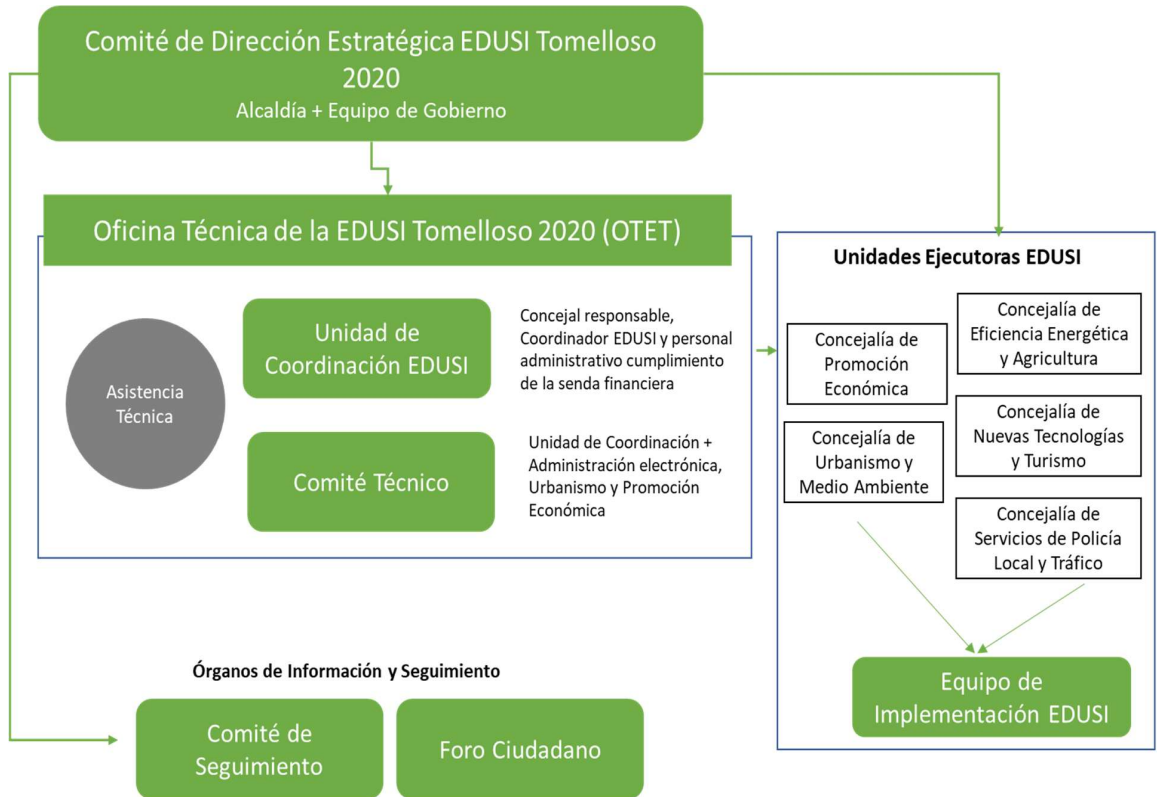 Comité de Dirección Estratégica EDUSI Tomelloso
2020
Alcaldía + Equipo de Gobierno
Oficina Técnica de la EDUSI Tomelloso 2020 (OTET)
Asistencia
Técnica
Unidad de
Coordinación EDUSI
Concejal responsable,
Coordinador EDUSI y personal
administrativo cumplimiento
de la senda financiera
Comité Técnico
Unidad de Coordinación +
Administración electrónica,
Urbanismo y Promoción
Económica
Unidades Ejecutoras EDUSI
Concejalía de
Promoción
Económica
Concejalía de
Eficiencia Energética
y Agricultura
Concejalía de
Urbanismo y
Medio Ambiente
Concejalía de
Nuevas Tecnologías
y Turismo
Concejalía de
Servicios de Policía
Local y Tráfico
Equipo de
Implementación EDUSI
Órganos de Información y Seguimiento
Comité de
Seguimiento
Foro Ciudadano